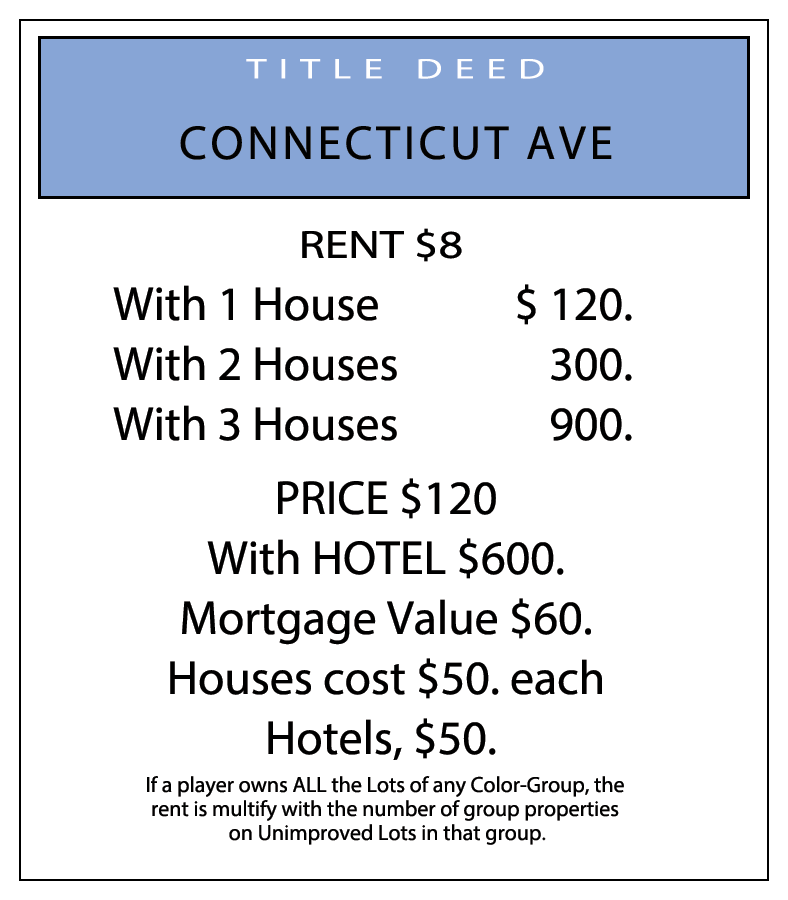 TITLE DEED
CONNECTICUT AVE
RENT $8
With 1 House $ 120.
With 2 Houses 300.
With 3 Houses 900.
PRICE $120
With HOTEL $600.
Mortgage Value $60.
Houses cost $50. each
Hotels, $50.
If a player owns ALL the Lots of any Color-Group, the
rent is multify with the number of group properties
on Unimproved Lots in that group.